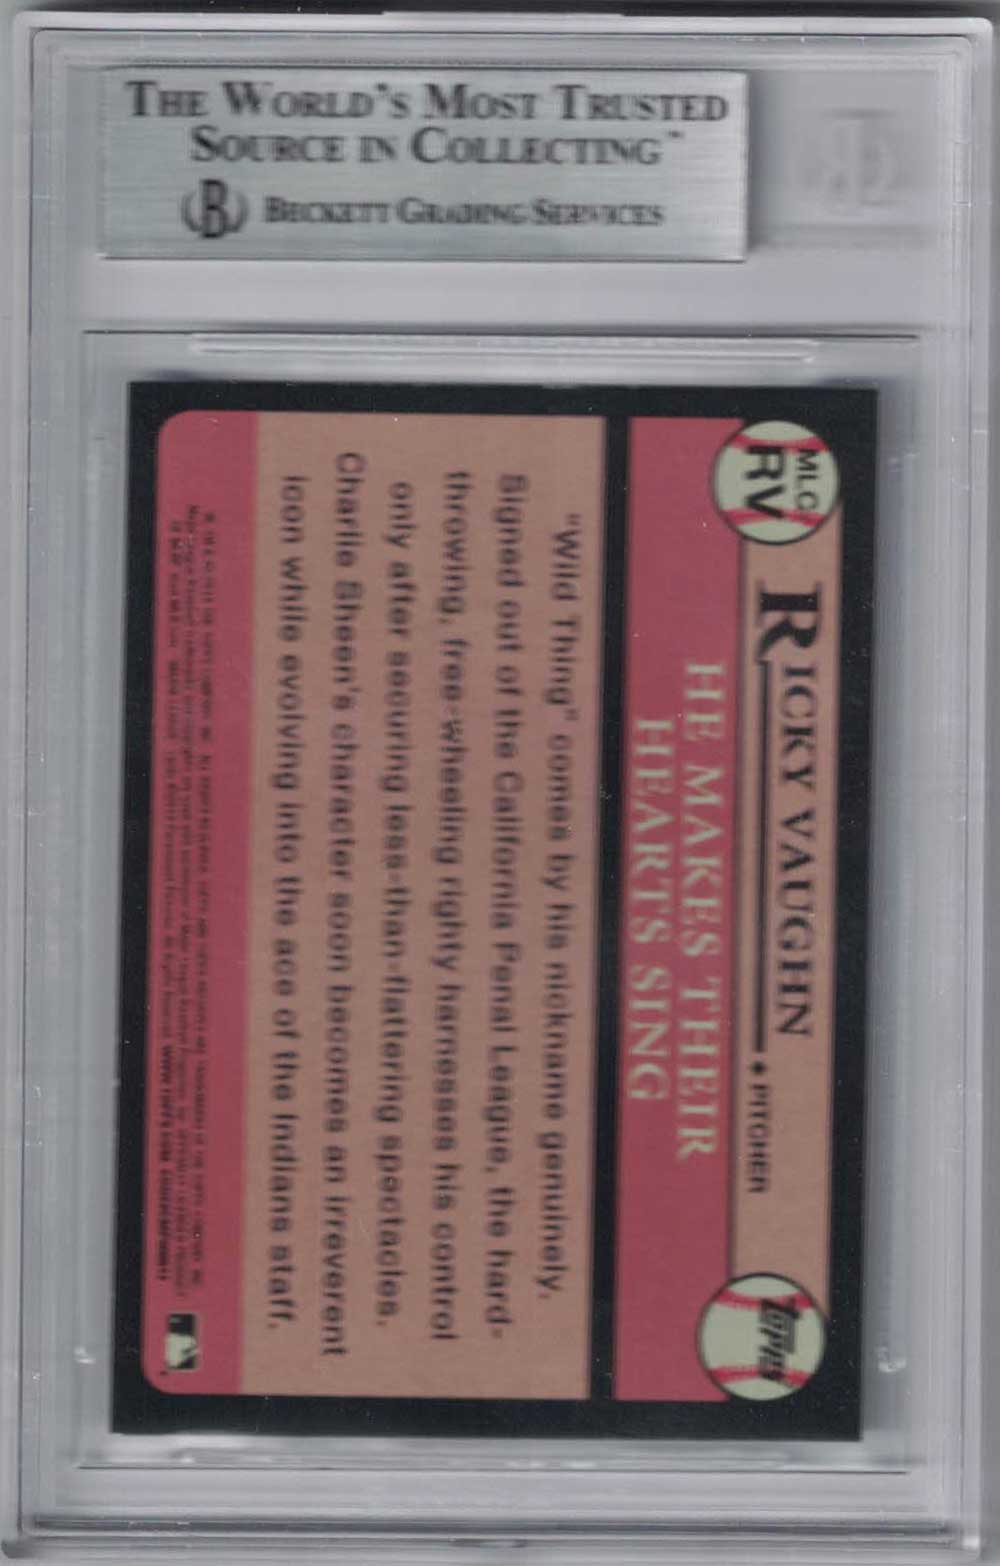 THE WORLD'S MOST TRUSTED
SOURCE IN COLLECTING™
B BECKETT GRADING SERVICES
MLC
RV
RICKY VAUGHN
PITCHER
Topps
HE MAKES THEIR
HEARTS SING
"Wild Thing" comes by his nickname genuinely.
Signed out of the California Penal League, the hard-
throwing, free-wheeling righty harnesses his control
only after securing less-than-flattering spectacles.
Charlie Sheen's character soon becomes an irreverent
icon while evolving into the ace of the Indians staff.